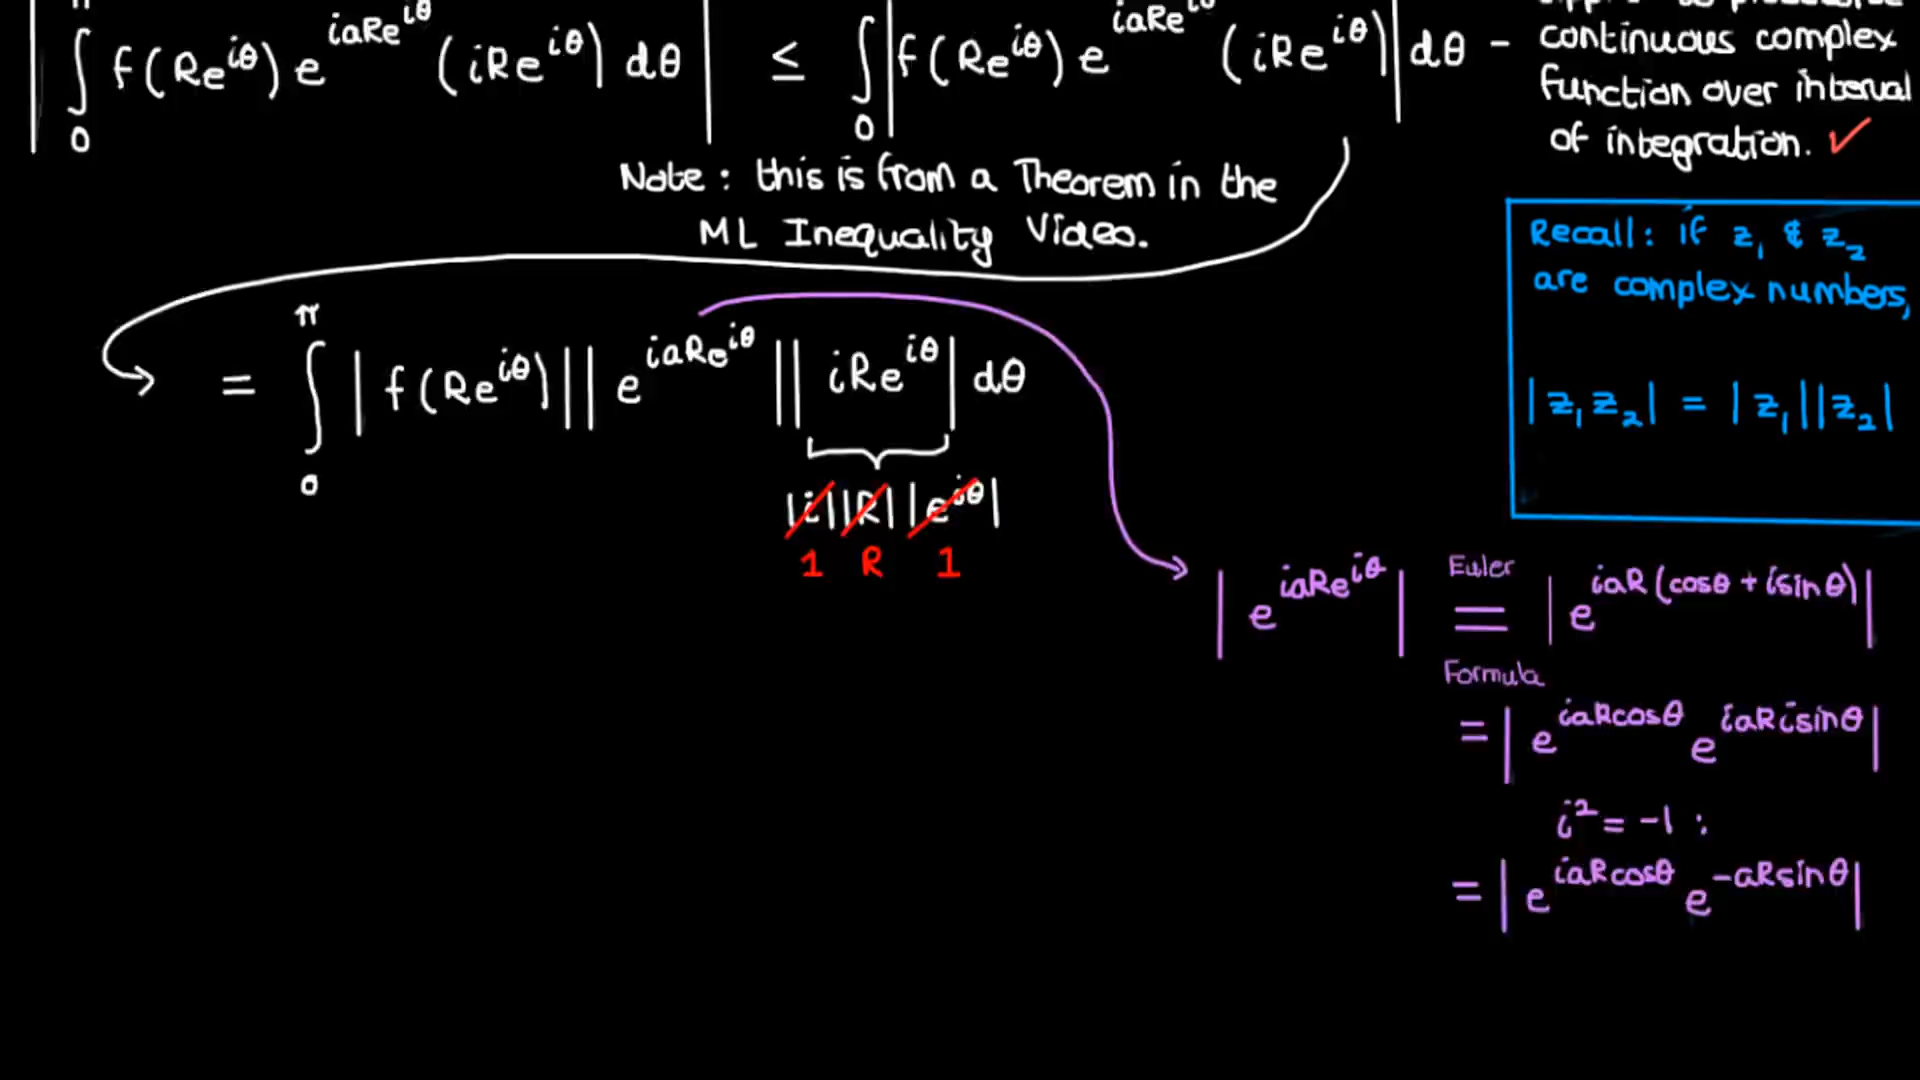 | ∫₀^π f(Re^{iθ}) e^{iaRe^{iθ}} (iRe^{iθ}) dθ | ≤ ∫₀ |f(Re^{iθ}) e^{iaRe^{iθ}} (iRe^{iθ})| dθ -
continuous complex
function over interval
of integration. ✓
Note : this is from a Theorem in the
ML Inequality Video.
Recall : if z₁ & z₂
are complex numbers,
|z₁z₂| = |z₁||z₂|
= ∫₀^π |f(Re^{iθ})||e^{iaRe^{iθ}}||iRe^{iθ}| dθ
|i||R||e^{iθ}|
1 R 1
|e^{iaRe^{iθ}}| = |e^{iaR(cosθ + isinθ)}|
Euler
Formula
= |e^{iaRcosθ} e^{iaRisinθ}|
i² = -1 :
= |e^{iaRcosθ} e^{-aRsinθ}|